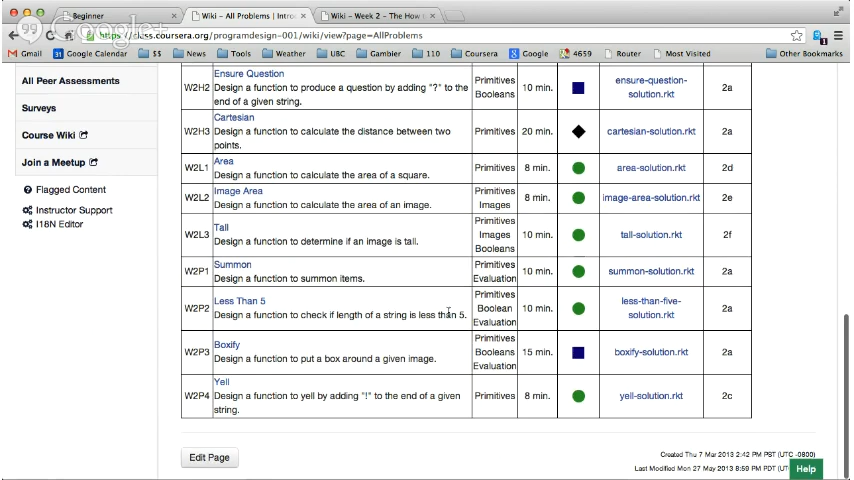 Beginner
Wiki - All Problems | Intro
Wiki - Week 2 - The How t
Google+
https://class.coursera.org/programdesign-001/wiki/view?page=AllProblems
Gmail Google Calendar $$ News Tools Weather UBC Gambier 110 Coursera Google 4659 Router Most Visited Other Bookmarks
All Peer Assessments
Surveys
Course Wiki
Join a Meetup
Flagged Content
Instructor Support
I18N Editor
W2H2
Ensure Question
Design a function to produce a question by adding "?" to the
end of a given string.
Primitives
Booleans
10 min.
ensure-question-
solution.rkt
2a
W2H3
Cartesian
Design a function to calculate the distance between two
points.
Primitives
20 min.
cartesian-solution.rkt
2a
W2L1
Area
Design a function to calculate the area of a square.
Primitives
8 min.
area-solution.rkt
2d
W2L2
Image Area
Design a function to calculate the area of an image.
Primitives
Images
8 min.
image-area-solution.rkt
2e
W2L3
Tall
Design a function to determine if an image is tall.
Primitives
Images
Booleans
10 min.
tall-solution.rkt
2f
W2P1
Summon
Design a function to summon items.
Primitives
Evaluation
10 min.
summon-solution.rkt
2a
W2P2
Less Than 5
Design a function to check if length of a string is less than 5.
Primitives
Boolean
Evaluation
10 min.
less-than-five-
solution.rkt
2a
W2P3
Boxify
Design a function to put a box around a given image.
Primitives
Booleans
Evaluation
15 min.
boxify-solution.rkt
2a
W2P4
Yell
Design a function to yell by adding "!" to the end of a given
string.
Primitives
8 min.
yell-solution.rkt
2c
Edit Page
Created Thu 7 Mar 2013 2:42 PM PST (UTC -0800)
Last Modified Mon 27 May 2013 8:59 PM PDT (UTC
Help